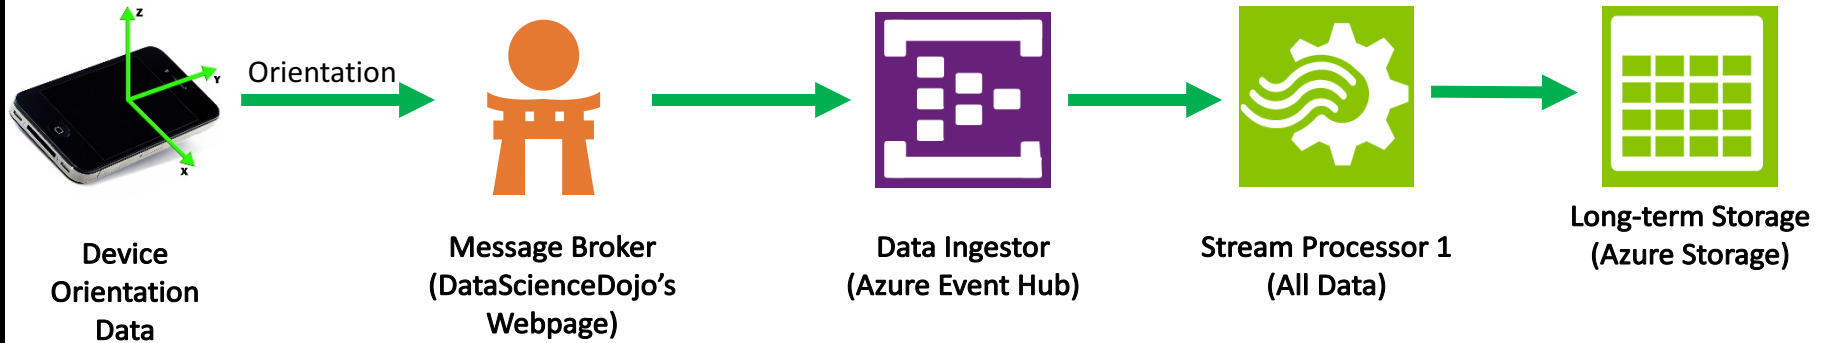 Z
Y
X
Orientation
Device
Orientation
Data
Message Broker
(DataScienceDojo’s
Webpage)
Data Ingestor
(Azure Event Hub)
Stream Processor 1
(All Data)
Long-term Storage
(Azure Storage)